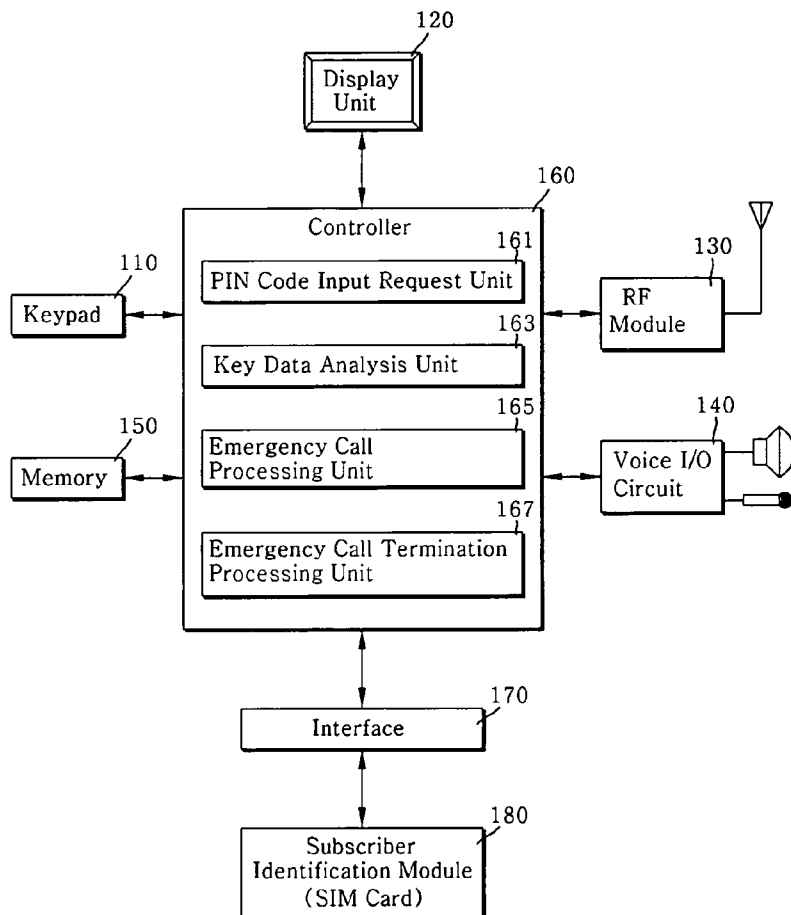 120
Display
Unit
160
Controller
161
PIN Code Input Request Unit
110
Keypad
130
RF
Module
163
Key Data Analysis Unit
150
Memory
165
Emergency Call
Processing Unit
140
Voice I/O
Circuit
167
Emergency Call Termination
Processing Unit
170
Interface
180
Subscriber
Identification Module
(SIM Card)